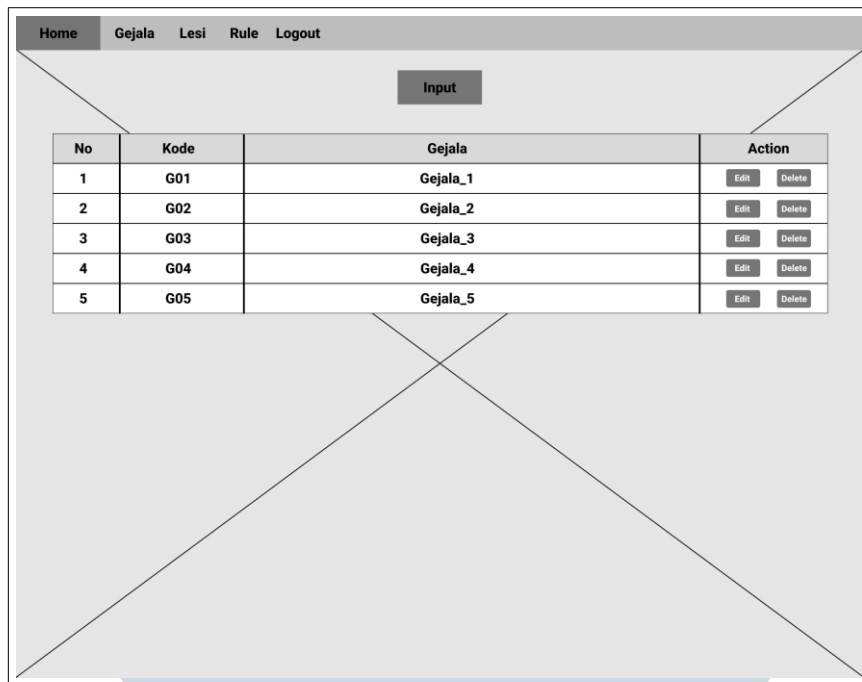 Home Gejala Lesi Rule Logout
Input
No Kode Gejala Action
1 G01 Gejala_1 Edit Delete
2 G02 Gejala_2 Edit Delete
3 G03 Gejala_3 Edit Delete
4 G04 Gejala_4 Edit Delete
5 G05 Gejala_5 Edit Delete